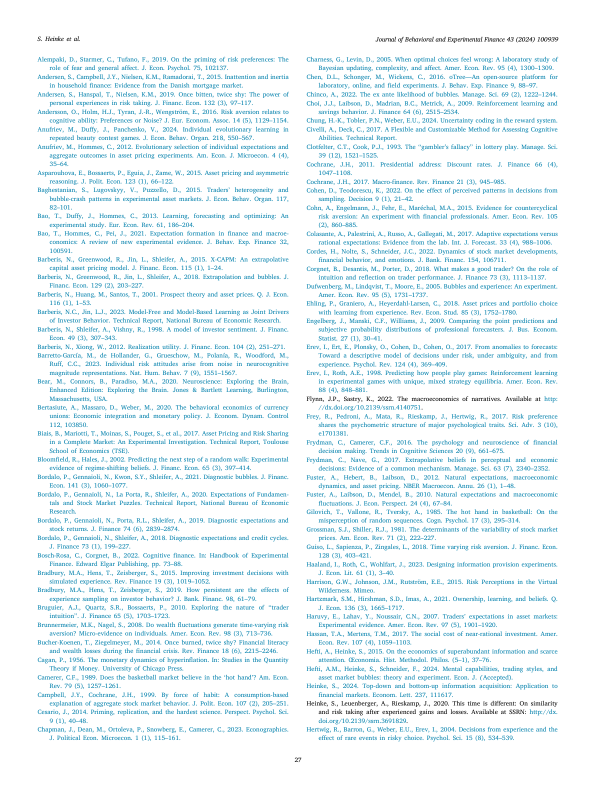 S. Heinke et al.
Journal of Behavioral and Experimental Finance 43 (2024) 100939
Alempaki, D., Starmer, C., Tufano, F., 2019. On the priming of risk preferences: The
role of fear and general affect. J. Econ. Psychol. 75, 102137.
Andersen, S., Campbell, J.Y., Nielsen, K.M., Ramadorai, T., 2015. Inattention and inertia
in household finance: Evidence from the Danish mortgage market.
Andersen, S., Hanspal, T., Nielsen, K.M., 2019. Once bitten, twice shy: The power of
personal experiences in risk taking. J. Financ. Econ. 132 (3), 97–117.
Andersson, O., Holm, H.J., Tyran, J.-R., Wengström, E., 2016. Risk aversion relates to
cognitive ability: Preferences or Noise? J. Eur. Econ. Assoc. 14 (5), 1129–1154.
Anufriev, M., Duffy, J., Panchenko, V., 2024. Individual evolutionary learning in
repeated beauty contest games. J. Econ. Behav. Organ. 218, 550–567.
Anufriev, M., Hommes, C., 2012. Evolutionary selection of individual expectations and
aggregate outcomes in asset pricing experiments. Am. Econ. J. Microecon. 4 (4),
35–64.
Asparouhova, E., Bossaerts, P., Eguia, J., Zame, W., 2015. Asset pricing and asymmetric
reasoning. J. Polit. Econ. 123 (1), 66–122.
Baghestanian, S., Lugovskyy, V., Puzzello, D., 2015. Traders' heterogeneity and
bubble-crash patterns in experimental asset markets. J. Econ. Behav. Organ. 117,
82–101.
Bao, T., Duffy, J., Hommes, C., 2013. Learning, forecasting and optimizing: An
experimental study. Eur. Econ. Rev. 61, 186–204.
Bao, T., Hommes, C., Pei, J., 2021. Expectation formation in finance and macro-
economics: A review of new experimental evidence. J. Behav. Exp. Finance 32,
100591.
Barberis, N., Greenwood, R., Jin, L., Shleifer, A., 2015. X-CAPM: An extrapolative
capital asset pricing model. J. Financ. Econ. 115 (1), 1–24.
Barberis, N., Greenwood, R., Jin, L., Shleifer, A., 2018. Extrapolation and bubbles. J.
Financ. Econ. 129 (2), 203–227.
Barberis, N., Huang, M., Santos, T., 2001. Prospect theory and asset prices. Q. J. Econ.
116 (1), 1–53.
Barberis, N.C., Jin, L.J., 2023. Model-Free and Model-Based Learning as Joint Drivers
of Investor Behavior. Technical Report, National Bureau of Economic Research.
Barberis, N., Shleifer, A., Vishny, R., 1998. A model of investor sentiment. J. Financ.
Econ. 49 (3), 307–343.
Barberis, N., Xiong, W., 2012. Realization utility. J. Financ. Econ. 104 (2), 251–271.
Barretto-García, M., de Hollander, G., Grueschow, M., Polanía, R., Woodford, M.,
Ruff, C.C., 2023. Individual risk attitudes arise from noise in neurocognitive
magnitude representations. Nat. Hum. Behav. 7 (9), 1551–1567.
Bear, M., Connors, B., Paradiso, M.A., 2020. Neuroscience: Exploring the Brain,
Enhanced Edition: Exploring the Brain. Jones & Bartlett Learning, Burlington,
Massachusetts, USA.
Bertasiute, A., Massaro, D., Weber, M., 2020. The behavioral economics of currency
unions: Economic integration and monetary policy. J. Econom. Dynam. Control
112, 103850.
Biais, B., Mariotti, T., Moinas, S., Pouget, S., et al., 2017. Asset Pricing and Risk Sharing
in a Complete Market: An Experimental Investigation. Technical Report, Toulouse
School of Economics (TSE).
Bloomfield, R., Hales, J., 2002. Predicting the next step of a random walk: Experimental
evidence of regime-shifting beliefs. J. Financ. Econ. 65 (3), 397–414.
Bordalo, P., Gennaioli, N., Kwon, S.Y., Shleifer, A., 2021. Diagnostic bubbles. J. Financ.
Econ. 141 (3), 1060–1077.
Bordalo, P., Gennaioli, N., La Porta, R., Shleifer, A., 2020. Expectations of Fundamen-
tals and Stock Market Puzzles. Technical Report, National Bureau of Economic
Research.
Bordalo, P., Gennaioli, N., Porta, R.L., Shleifer, A., 2019. Diagnostic expectations and
stock returns. J. Finance 74 (6), 2839–2874.
Bordalo, P., Gennaioli, N., Shleifer, A., 2018. Diagnostic expectations and credit cycles.
J. Finance 73 (1), 199–227.
Bosch-Rosa, C., Corgnet, B., 2022. Cognitive finance. In: Handbook of Experimental
Finance. Edward Elgar Publishing, pp. 73–88.
Bradbury, M.A., Hens, T., Zeisberger, S., 2015. Improving investment decisions with
simulated experience. Rev. Finance 19 (3), 1019–1052.
Bradbury, M.A., Hens, T., Zeisberger, S., 2019. How persistent are the effects of
experience sampling on investor behavior? J. Bank. Financ. 98, 61–79.
Bruguier, A.J., Quartz, S.R., Bossaerts, P., 2010. Exploring the nature of "trader
intuition". J. Finance 65 (5), 1703–1723.
Brunnermeier, M.K., Nagel, S., 2008. Do wealth fluctuations generate time-varying risk
aversion? Micro-evidence on individuals. Amer. Econ. Rev. 98 (3), 713–736.
Bucher-Koenen, T., Ziegelmeyer, M., 2014. Once burned, twice shy? Financial literacy
and wealth losses during the financial crisis. Rev. Finance 18 (6), 2215–2246.
Cagan, P., 1956. The monetary dynamics of hyperinflation. In: Studies in the Quantity
Theory if Money. University of Chicago Press.
Camerer, C.F., 1989. Does the basketball market believe in the 'hot hand'? Am. Econ.
Rev. 79 (5), 1257–1261.
Campbell, J.Y., Cochrane, J.H., 1999. By force of habit: A consumption-based
explanation of aggregate stock market behavior. J. Polit. Econ. 107 (2), 205–251.
Cesario, J., 2014. Priming, replication, and the hardest science. Perspect. Psychol. Sci.
9 (1), 40–48.
Chapman, J., Dean, M., Ortoleva, P., Snowberg, E., Camerer, C., 2023. Econographics.
J. Political Econ. Microecon. 1 (1), 115–161.
Charness, G., Levin, D., 2005. When optimal choices feel wrong: A laboratory study of
Bayesian updating, complexity, and affect. Amer. Econ. Rev. 95 (4), 1300–1309.
Chen, D.L., Schonger, M., Wickens, C., 2016. oTree—An open-source platform for
laboratory, online, and field experiments. J. Behav. Exp. Finance 9, 88–97.
Chinco, A., 2022. The ex ante likelihood of bubbles. Manage. Sci. 69 (2), 1222–1244.
Choi, J.J., Laibson, D., Madrian, B.C., Metrick, A., 2009. Reinforcement learning and
savings behavior. J. Finance 64 (6), 2515–2534.
Chung, H.-K., Tobler, P.N., Weber, E.U., 2024. Uncertainty coding in the reward system.
Civelli, A., Deck, C., 2017. A Flexible and Customizable Method for Assessing Cognitive
Abilities. Technical Report.
Clotfelter, C.T., Cook, P.J., 1993. The "gambler's fallacy" in lottery play. Manage. Sci.
39 (12), 1521–1525.
Cochrane, J.H., 2011. Presidential address: Discount rates. J. Finance 66 (4),
1047–1108.
Cochrane, J.H., 2017. Macro-finance. Rev. Finance 21 (3), 945–985.
Cohen, D., Teodorescu, K., 2022. On the effect of perceived patterns in decisions from
sampling. Decision 9 (1), 21–42.
Cohn, A., Engelmann, J., Fehr, E., Maréchal, M.A., 2015. Evidence for countercyclical
risk aversion: An experiment with financial professionals. Amer. Econ. Rev. 105
(2), 860–885.
Colasante, A., Palestrini, A., Russo, A., Gallegati, M., 2017. Adaptive expectations versus
rational expectations: Evidence from the lab. Int. J. Forecast. 33 (4), 988–1006.
Cordes, H., Nolte, S., Schneider, J.C., 2022. Dynamics of stock market developments,
financial behavior, and emotions. J. Bank. Financ. 154, 106711.
Corgnet, B., Desantis, M., Porter, D., 2018. What makes a good trader? On the role of
intuition and reflection on trader performance. J. Finance 73 (3), 1113–1137.
Dufwenberg, M., Lindqvist, T., Moore, E., 2005. Bubbles and experience: An experiment.
Amer. Econ. Rev. 95 (5), 1731–1737.
Ehling, P., Graniero, A., Heyerdahl-Larsen, C., 2018. Asset prices and portfolio choice
with learning from experience. Rev. Econ. Stud. 85 (3), 1752–1780.
Engelberg, J., Manski, C.F., Williams, J., 2009. Comparing the point predictions and
subjective probability distributions of professional forecasters. J. Bus. Econom.
Statist. 27 (1), 30–41.
Erev, I., Ert, E., Plonsky, O., Cohen, D., Cohen, O., 2017. From anomalies to forecasts:
Toward a descriptive model of decisions under risk, under ambiguity, and from
experience. Psychol. Rev. 124 (4), 369–409.
Erev, I., Roth, A.E., 1998. Predicting how people play games: Reinforcement learning
in experimental games with unique, mixed strategy equilibria. Amer. Econ. Rev.
88 (4), 848–881.
Flynn, J.P., Sastry, K., 2022. The macroeconomics of narratives. Available at http:
//dx.doi.org/10.2139/ssrn.4140751.
Frey, R., Pedroni, A., Mata, R., Rieskamp, J., Hertwig, R., 2017. Risk preference
shares the psychometric structure of major psychological traits. Sci. Adv. 3 (10),
e1701381.
Frydman, C., Camerer, C.F., 2016. The psychology and neuroscience of financial
decision making. Trends in Cognitive Sciences 20 (9), 661–675.
Frydman, C., Nave, G., 2017. Extrapolative beliefs in perceptual and economic
decisions: Evidence of a common mechanism. Manage. Sci. 63 (7), 2340–2352.
Fuster, A., Hebert, B., Laibson, D., 2012. Natural expectations, macroeconomic
dynamics, and asset pricing. NBER Macroecon. Annu. 26 (1), 1–48.
Fuster, A., Laibson, D., Mendel, B., 2010. Natural expectations and macroeconomic
fluctuations. J. Econ. Perspect. 24 (4), 67–84.
Gilovich, T., Vallone, R., Tversky, A., 1985. The hot hand in basketball: On the
misperception of random sequences. Cogn. Psychol. 17 (3), 295–314.
Grossman, S.J., Shiller, R.J., 1981. The determinants of the variability of stock market
prices. Am. Econ. Rev. 71 (2), 222–227.
Guiso, L., Sapienza, P., Zingales, L., 2018. Time varying risk aversion. J. Financ. Econ.
128 (3), 403–421.
Haaland, I., Roth, C., Wohlfart, J., 2023. Designing information provision experiments.
J. Econ. Lit. 61 (1), 3–40.
Harrison, G.W., Johnson, J.M., Rutström, E.E., 2015. Risk Perceptions in the Virtual
Wilderness. Mimeo.
Hartzmark, S.M., Hirshman, S.D., Imas, A., 2021. Ownership, learning, and beliefs. Q.
J. Econ. 136 (3), 1665–1717.
Haruvy, E., Lahav, Y., Noussair, C.N., 2007. Traders' expectations in asset markets:
Experimental evidence. Amer. Econ. Rev. 97 (5), 1901–1920.
Hassan, T.A., Mertens, T.M., 2017. The social cost of near-rational investment. Amer.
Econ. Rev. 107 (4), 1059–1103.
Hefti, A., Heinke, S., 2015. On the economics of superabundant information and scarce
attention. Œconomia. Hist. Methodol. Philos. (5–1), 37–76.
Hefti, A.M., Heinke, S., Schneider, F., 2024. Mental capabilities, trading styles, and
asset market bubbles: theory and experiment. Econ. J. (Accepted).
Heinke, S., 2024. Top-down and bottom-up information acquisition: Application to
financial markets. Econom. Lett. 237, 111617.
Heinke, S., Leuenberger, A., Rieskamp, J., 2020. This time is different: On similarity
and risk taking after experienced gains and losses. Available at SSRN: http://dx.
doi.org/10.2139/ssrn.3691829.
Hertwig, R., Barron, G., Weber, E.U., Erev, I., 2004. Decisions from experience and the
effect of rare events in risky choice. Psychol. Sci. 15 (8), 534–539.
27